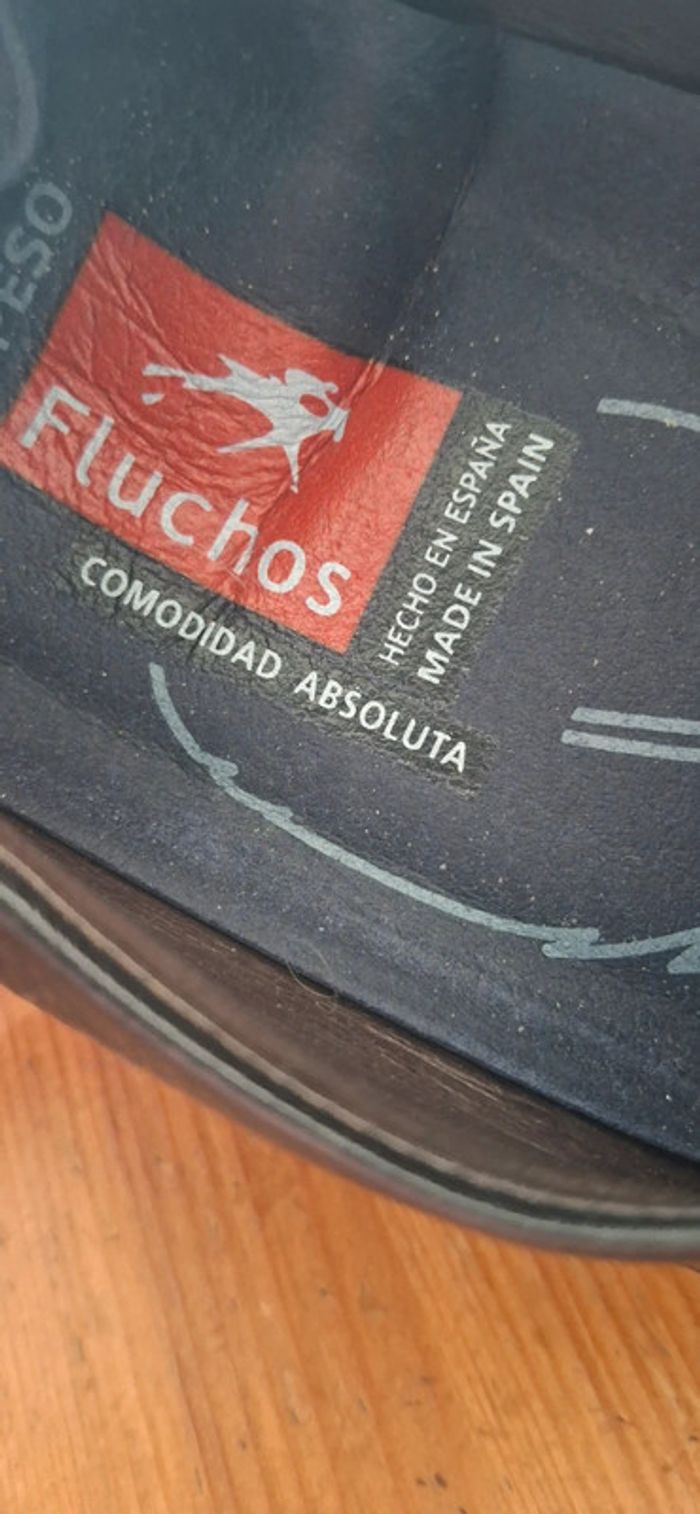 Fluchos
COMODIDAD ABSOLUTA
HECHO EN ESPAÑA
MADE IN SPAIN